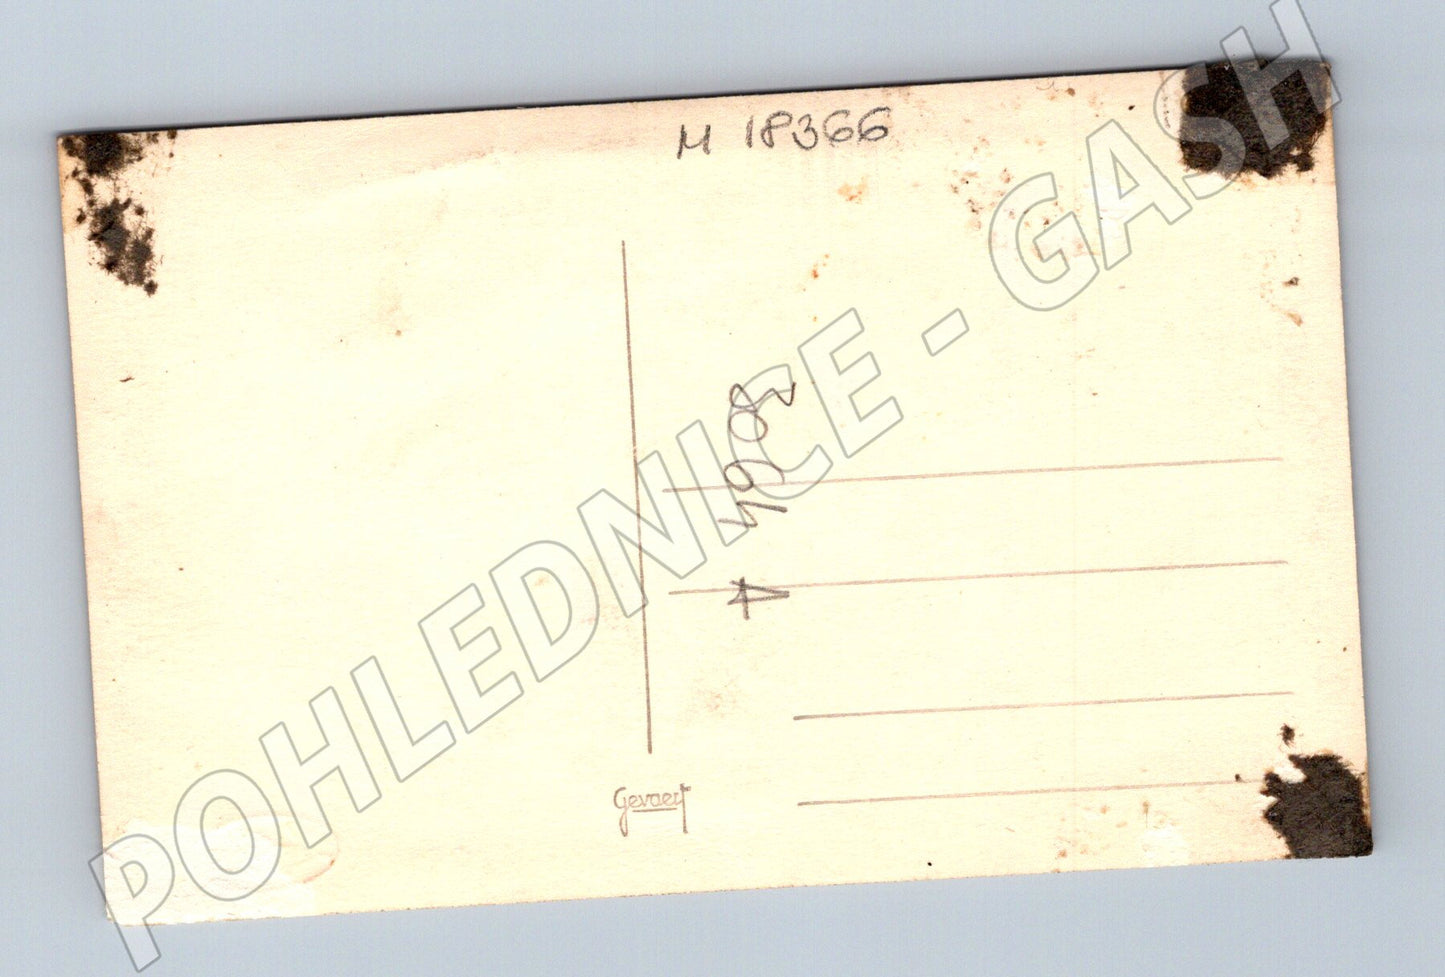 M 18366
POHLEDNICE - GASH
Gevaert